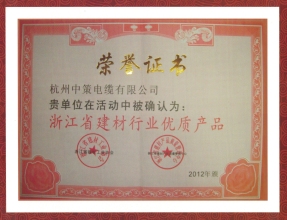 荣誉证书
杭州中策电缆有限公司
贵单位在活动中被确认为：
浙江省建材行业优质产品
2012年度